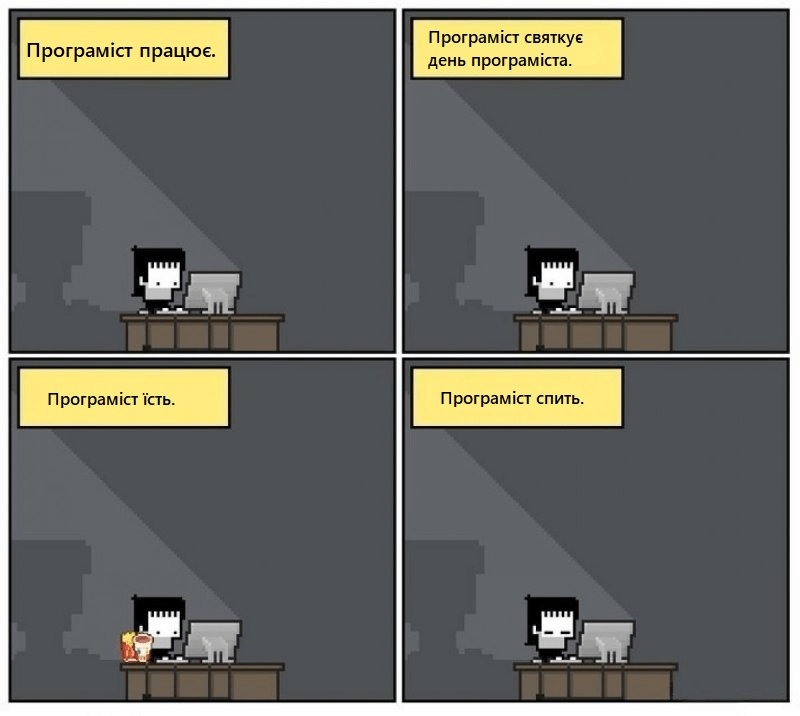 Програміст працює.
Програміст святкує
день програміста.
Програміст їсть.
Програміст спить.